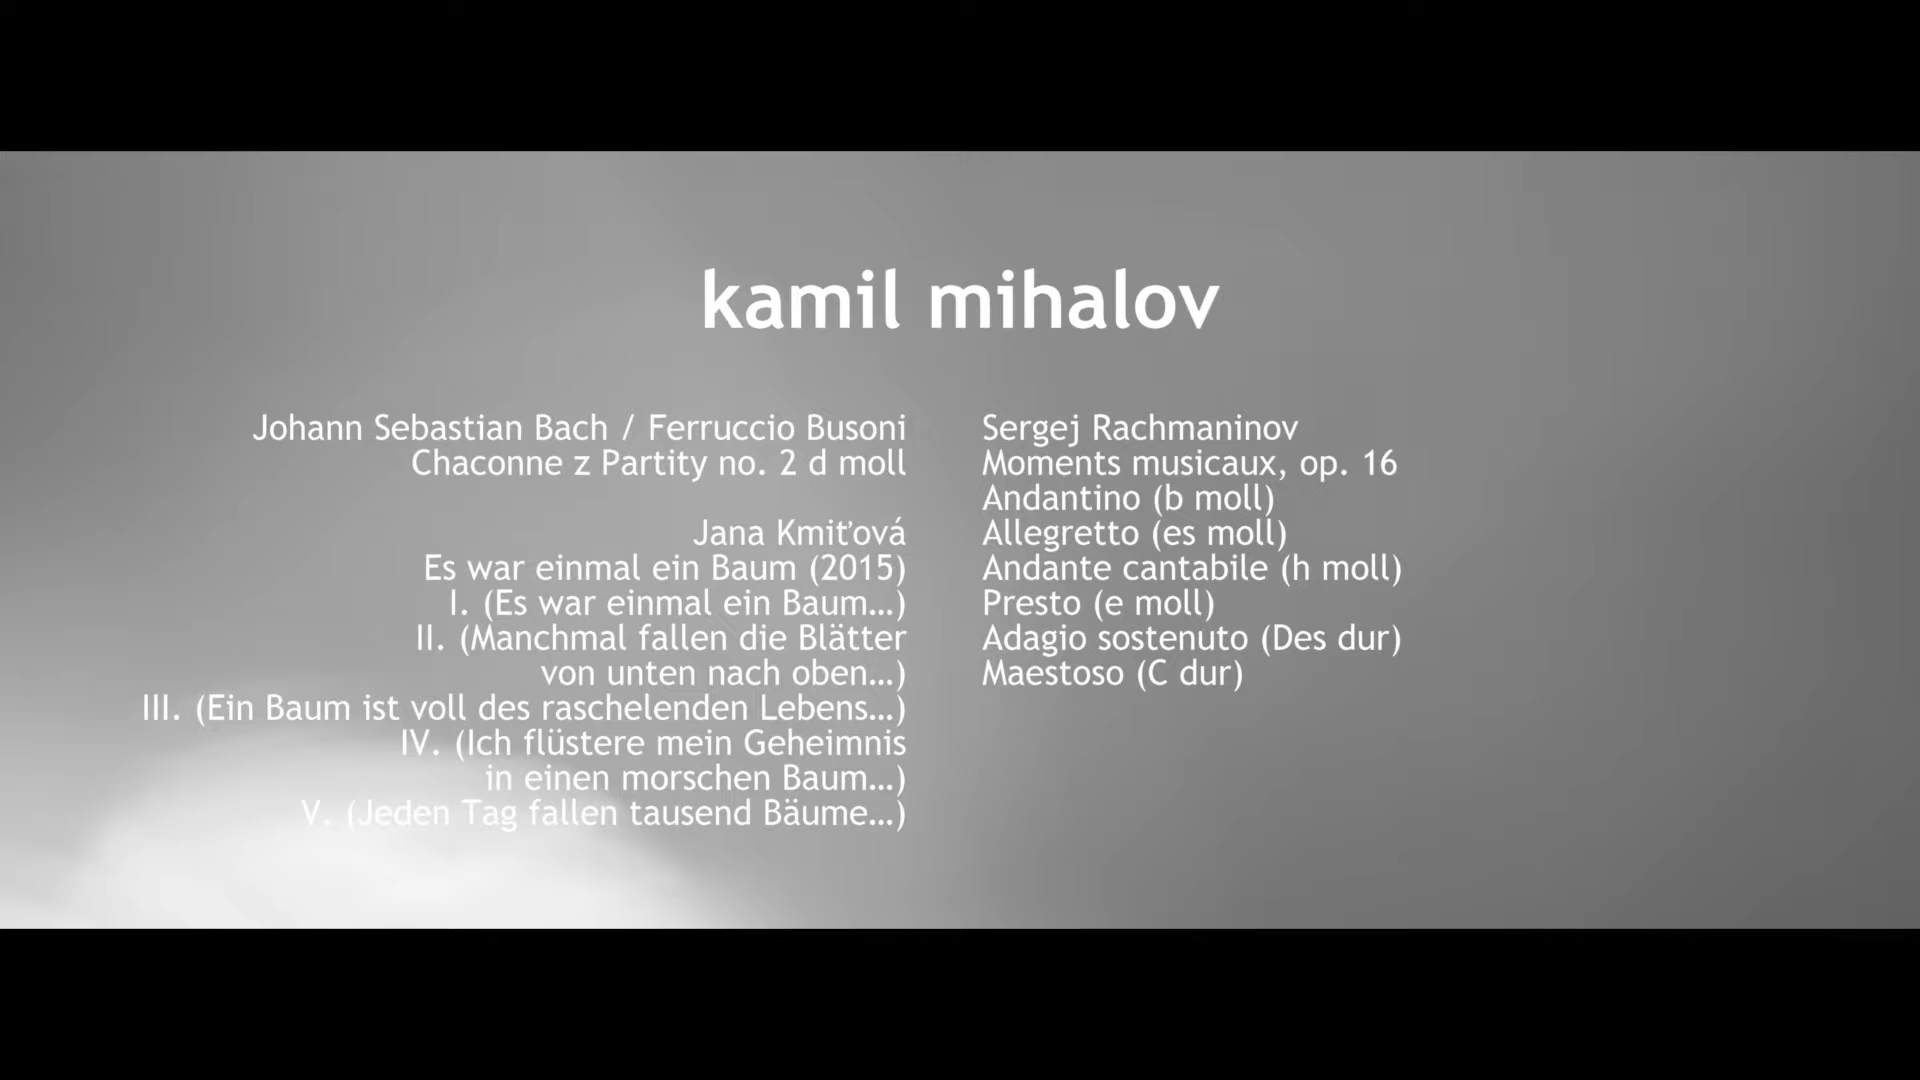 kamil mihalov
Johann Sebastian Bach / Ferruccio Busoni
Chaconne z Partity no. 2 d moll
Jana Kmiťová
Es war einmal ein Baum (2015)
I. (Es war einmal ein Baum...)
II. (Manchmal fallen die Blätter
von unten nach oben...)
III. (Ein Baum ist voll des raschelenden Lebens...)
IV. (Ich flüstere mein Geheimnis
in einen morschen Baum...)
V. (Jeden Tag fallen tausend Bäume...)
Sergej Rachmaninov
Moments musicaux, op. 16
Andantino (b moll)
Allegretto (es moll)
Andante cantabile (h moll)
Presto (e moll)
Adagio sostenuto (Des dur)
Maestoso (C dur)